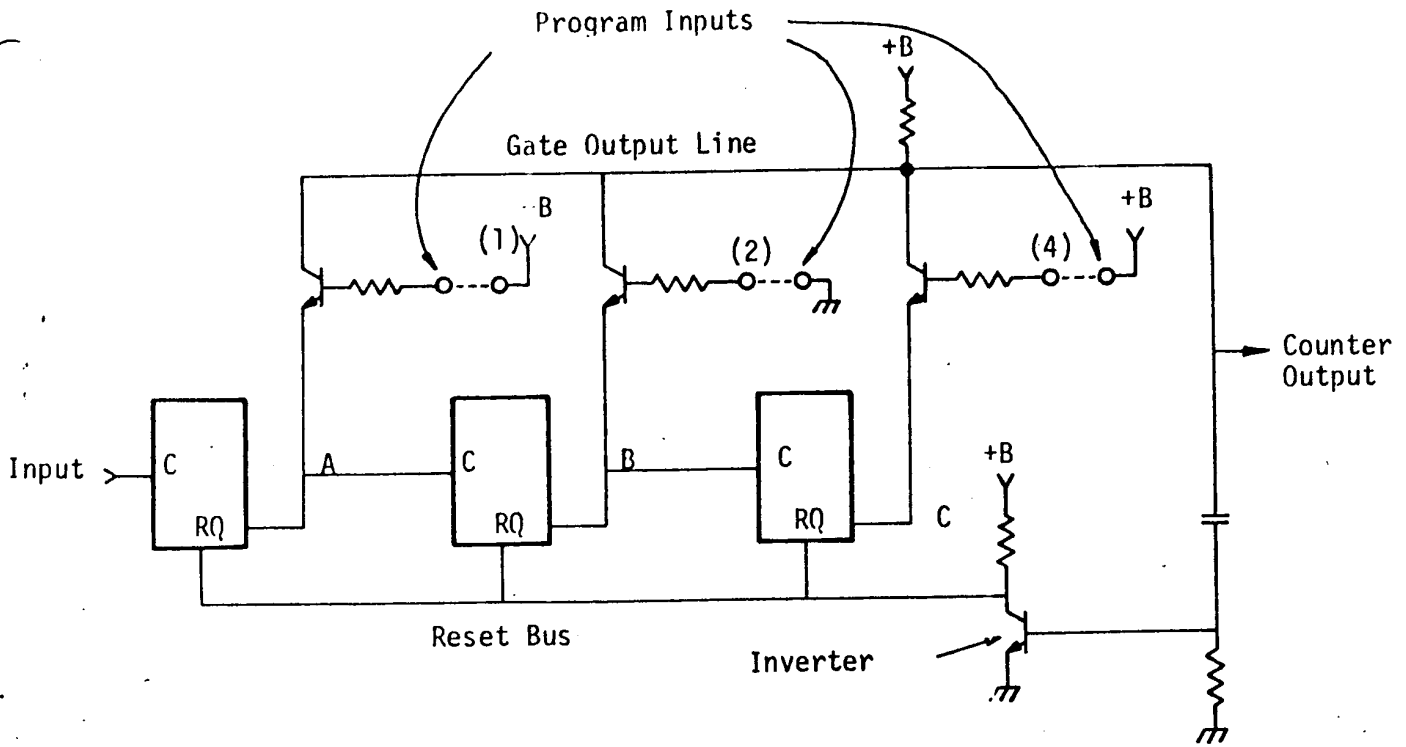 Program Inputs
+B
Gate Output Line
B
(1)
(2)
(4)
+B
Counter
Output
Input
C
RQ
A
C
RQ
B
C
RQ
C
+B
Reset Bus
Inverter